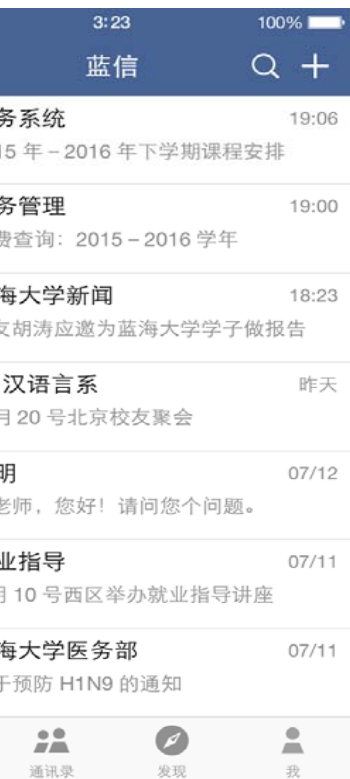 3:23 100%
蓝信
务系统 19:06
15 年 – 2016 年下学期课程安排
务管理 19:00
费查询：2015 – 2016 学年
海大学新闻 18:23
友胡涛应邀为蓝海大学学子做报告
汉语言系 昨天
月 20 号北京校友聚会
明 07/12
老师，您好！请问您个问题。
业指导 07/11
月 10 号西区举办就业指导讲座
海大学医务部 07/11
于预防 H1N9 的通知
通讯录 发现 我